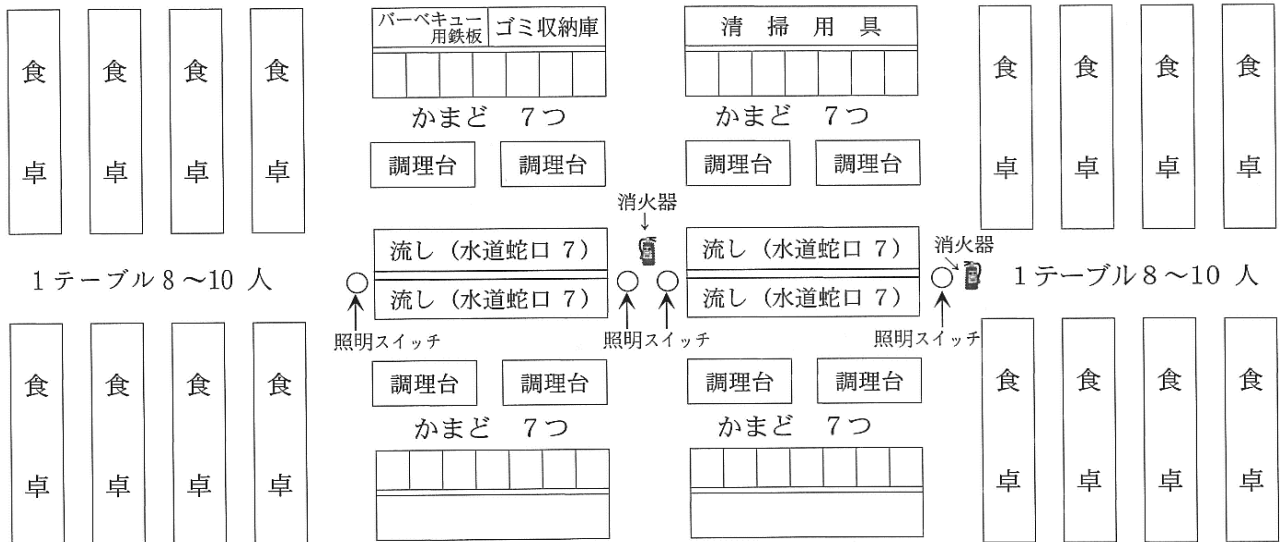 バーベキュー用鉄板
ゴミ収納庫
清掃用具
食卓 食卓 食卓 食卓
食卓 食卓 食卓 食卓
かまど 7つ
かまど 7つ
調理台 調理台
調理台 調理台
消火器
↓
流し (水道蛇口 7)
流し (水道蛇口 7)
流し (水道蛇口 7)
流し (水道蛇口 7)
消火器
1テーブル8〜10 人
1テーブル8〜10 人
照明スイッチ
照明スイッチ
照明スイッチ
調理台 調理台
調理台 調理台
かまど 7つ
かまど 7つ
食卓 食卓 食卓 食卓
食卓 食卓 食卓 食卓